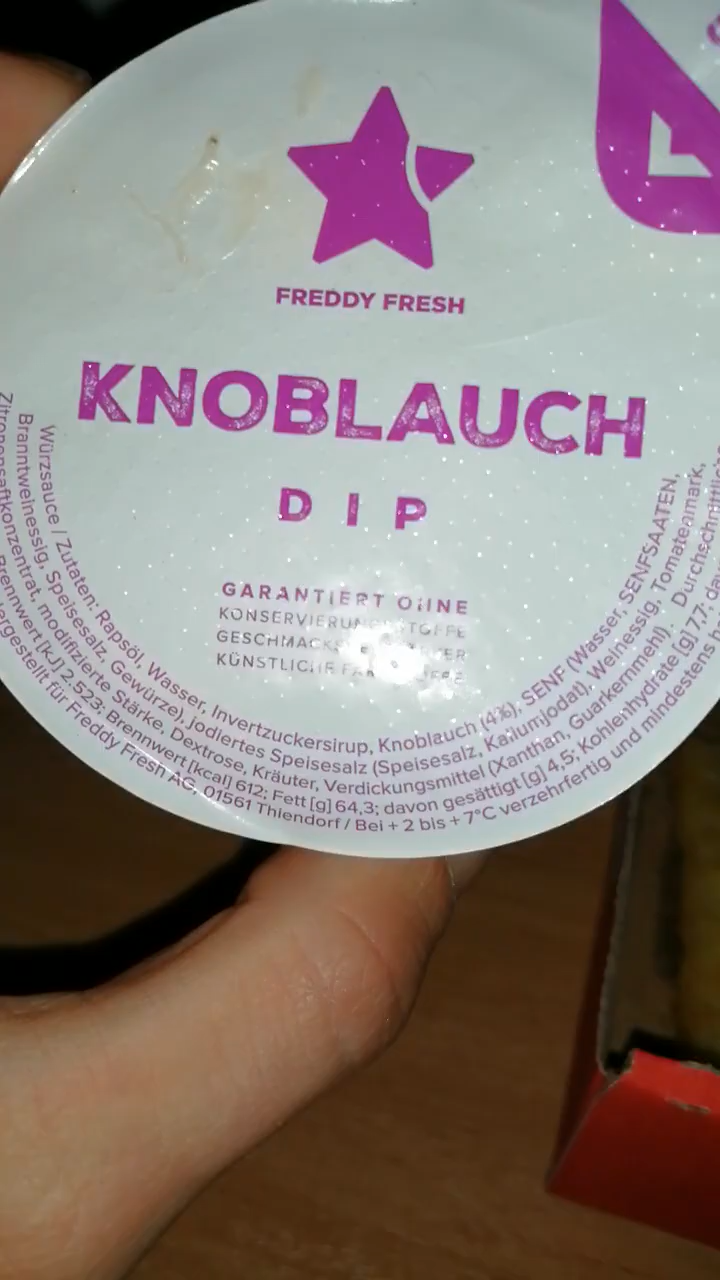 FREDDY FRESH
KNOBLAUCH
DIP
GARANTIERT OHNE
KONSERVIERUNGSSTOFFE
GESCHMACKSVERSTÄRKER
KÜNSTLICHE FARBSTOFFE
Würzsauce / Zutaten: Rapsöl, Wasser, Invertzuckersirup, Knoblauch (4%), SENF (Wasser, SENFSAATEN,
Branntweinessig, Speisesalz, Gewürze), jodiertes Speisesalz (Speisesalz, Kaliumjodat), Weinessig, Tomatenmark,
Zitronensaftkonzentrat, modifizierte Stärke, Dextrose, Kräuter, Verdickungsmittel (Xanthan, Guarkernmehl). Durchschnittliche
Brennwert [KJ] 2.523; Brennwert [kcal] 612; Fett [g] 64,3; davon gesättigt [g] 4,5; Kohlenhydrate [g] 7,7;
Hergestellt für Freddy Fresh AG, 01561 Thiendorf / Bei + 2 bis + 7°C verzehrfertig und mindestens